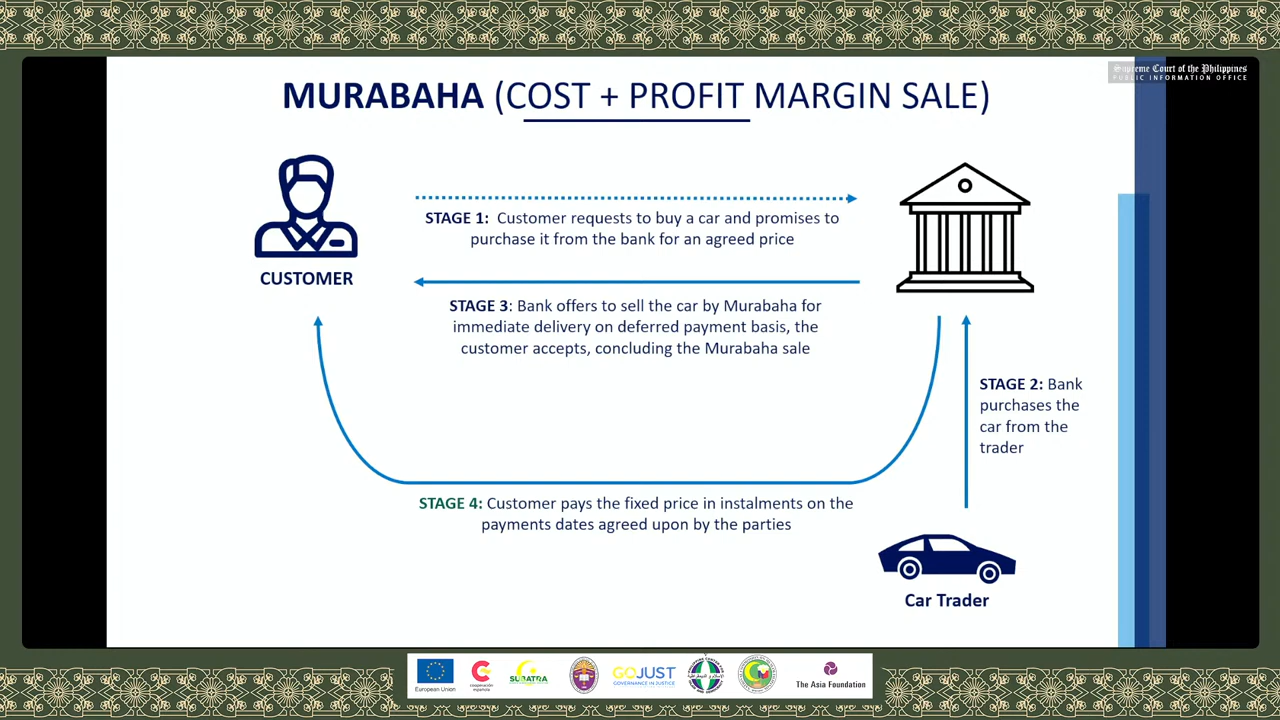 Supreme Court of the Philippines
PUBLIC INFORMATION OFFICE
MURABAHA (COST + PROFIT MARGIN SALE)
CUSTOMER
STAGE 1: Customer requests to buy a car and promises to
purchase it from the bank for an agreed price
STAGE 3: Bank offers to sell the car by Murabaha for
immediate delivery on deferred payment basis, the
customer accepts, concluding the Murabaha sale
STAGE 2: Bank
purchases the
car from the
trader
STAGE 4: Customer pays the fixed price in instalments on the
payments dates agreed upon by the parties
Car Trader
European Union
cooperación
española
SUBATRA
GOJUST
GOVERNANCE IN JUSTICE
The Asia Foundation